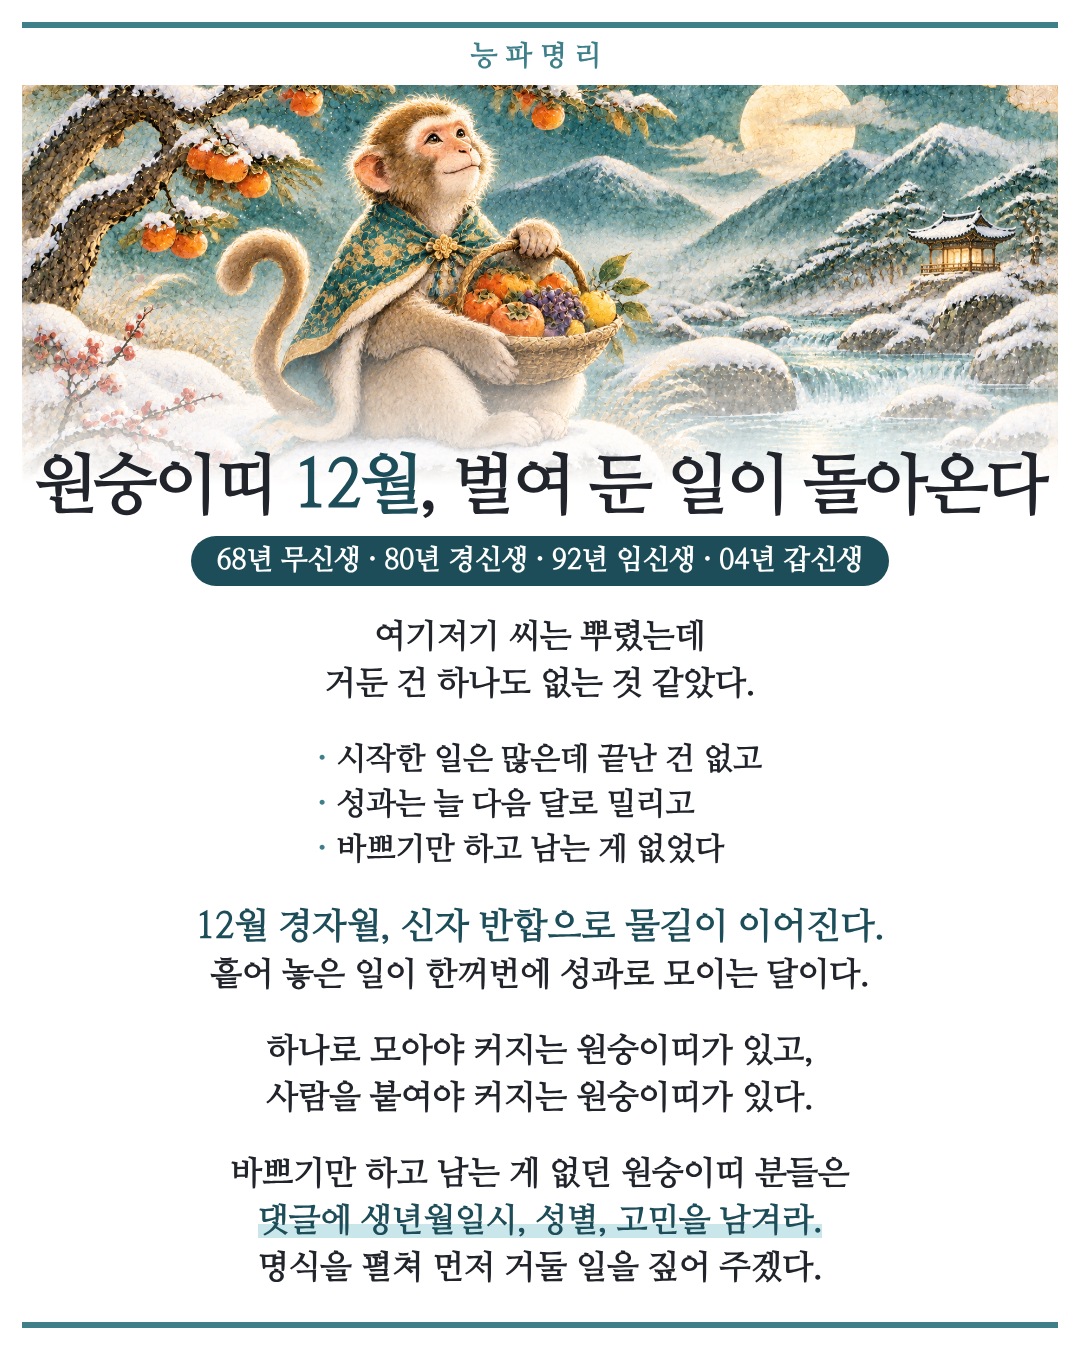 능파명리
원숭이띠 12월, 벌여 둔 일이 돌아온다
68년 무신생 · 80년 경신생 · 92년 임신생 · 04년 갑신생
여기저기 씨는 뿌렸는데
거둔 건 하나도 없는 것 같았다.
· 시작한 일은 많은데 끝난 건 없고
· 성과는 늘 다음 달로 밀리고
· 바쁘기만 하고 남는 게 없었다
12월 경자월, 신자 반합으로 물길이 이어진다.
흩어 놓은 일이 한꺼번에 성과로 모이는 달이다.
하나로 모아야 커지는 원숭이띠가 있고,
사람을 붙여야 커지는 원숭이띠가 있다.
바쁘기만 하고 남는 게 없던 원숭이띠 분들은
댓글에 생년월일시, 성별, 고민을 남겨라.
명식을 펼쳐 먼저 거둘 일을 짚어 주겠다.